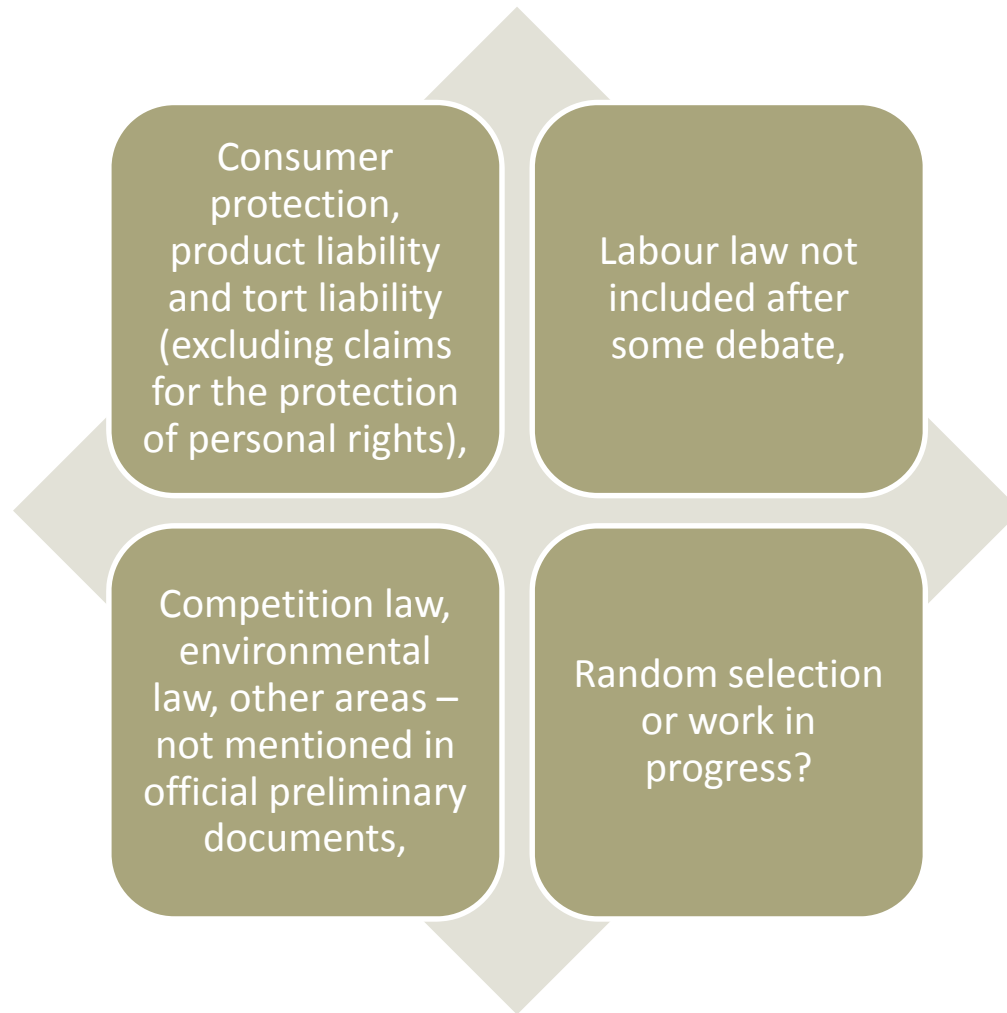 Consumer
protection,
product liability
and tort liability
(excluding claims
for the protection
of personal rights),
Labour law not
included after
some debate,
Competition law,
environmental
law, other areas –
not mentioned in
official preliminary
documents,
Random selection
or work in
progress?